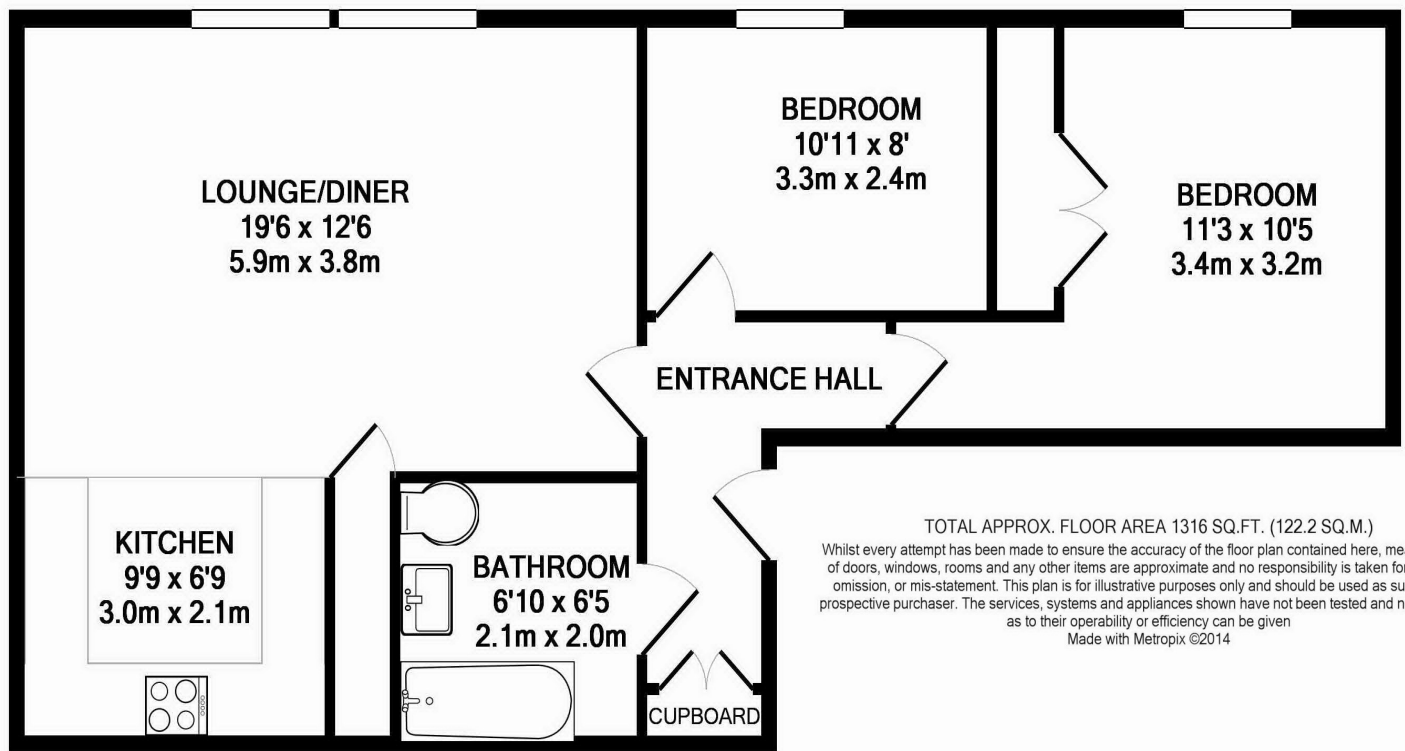 LOUNGE/DINER
19'6 x 12'6
5.9m x 3.8m
BEDROOM
10'11 x 8'
3.3m x 2.4m
BEDROOM
11'3 x 10'5
3.4m x 3.2m
ENTRANCE HALL
KITCHEN
9'9 x 6'9
3.0m x 2.1m
BATHROOM
6'10 x 6'5
2.1m x 2.0m
CUPBOARD
TOTAL APPROX. FLOOR AREA 1316 SQ.FT. (122.2 SQ.M.)
Whilst every attempt has been made to ensure the accuracy of the floor plan contained here,
of doors, windows, rooms and any other items are approximate and no responsibility is taken for
omission, or mis-statement. This plan is for illustrative purposes only and should be used as
prospective purchaser. The services, systems and appliances shown have not been tested and
as to their operability or efficiency can be given
Made with Metropix ©2014